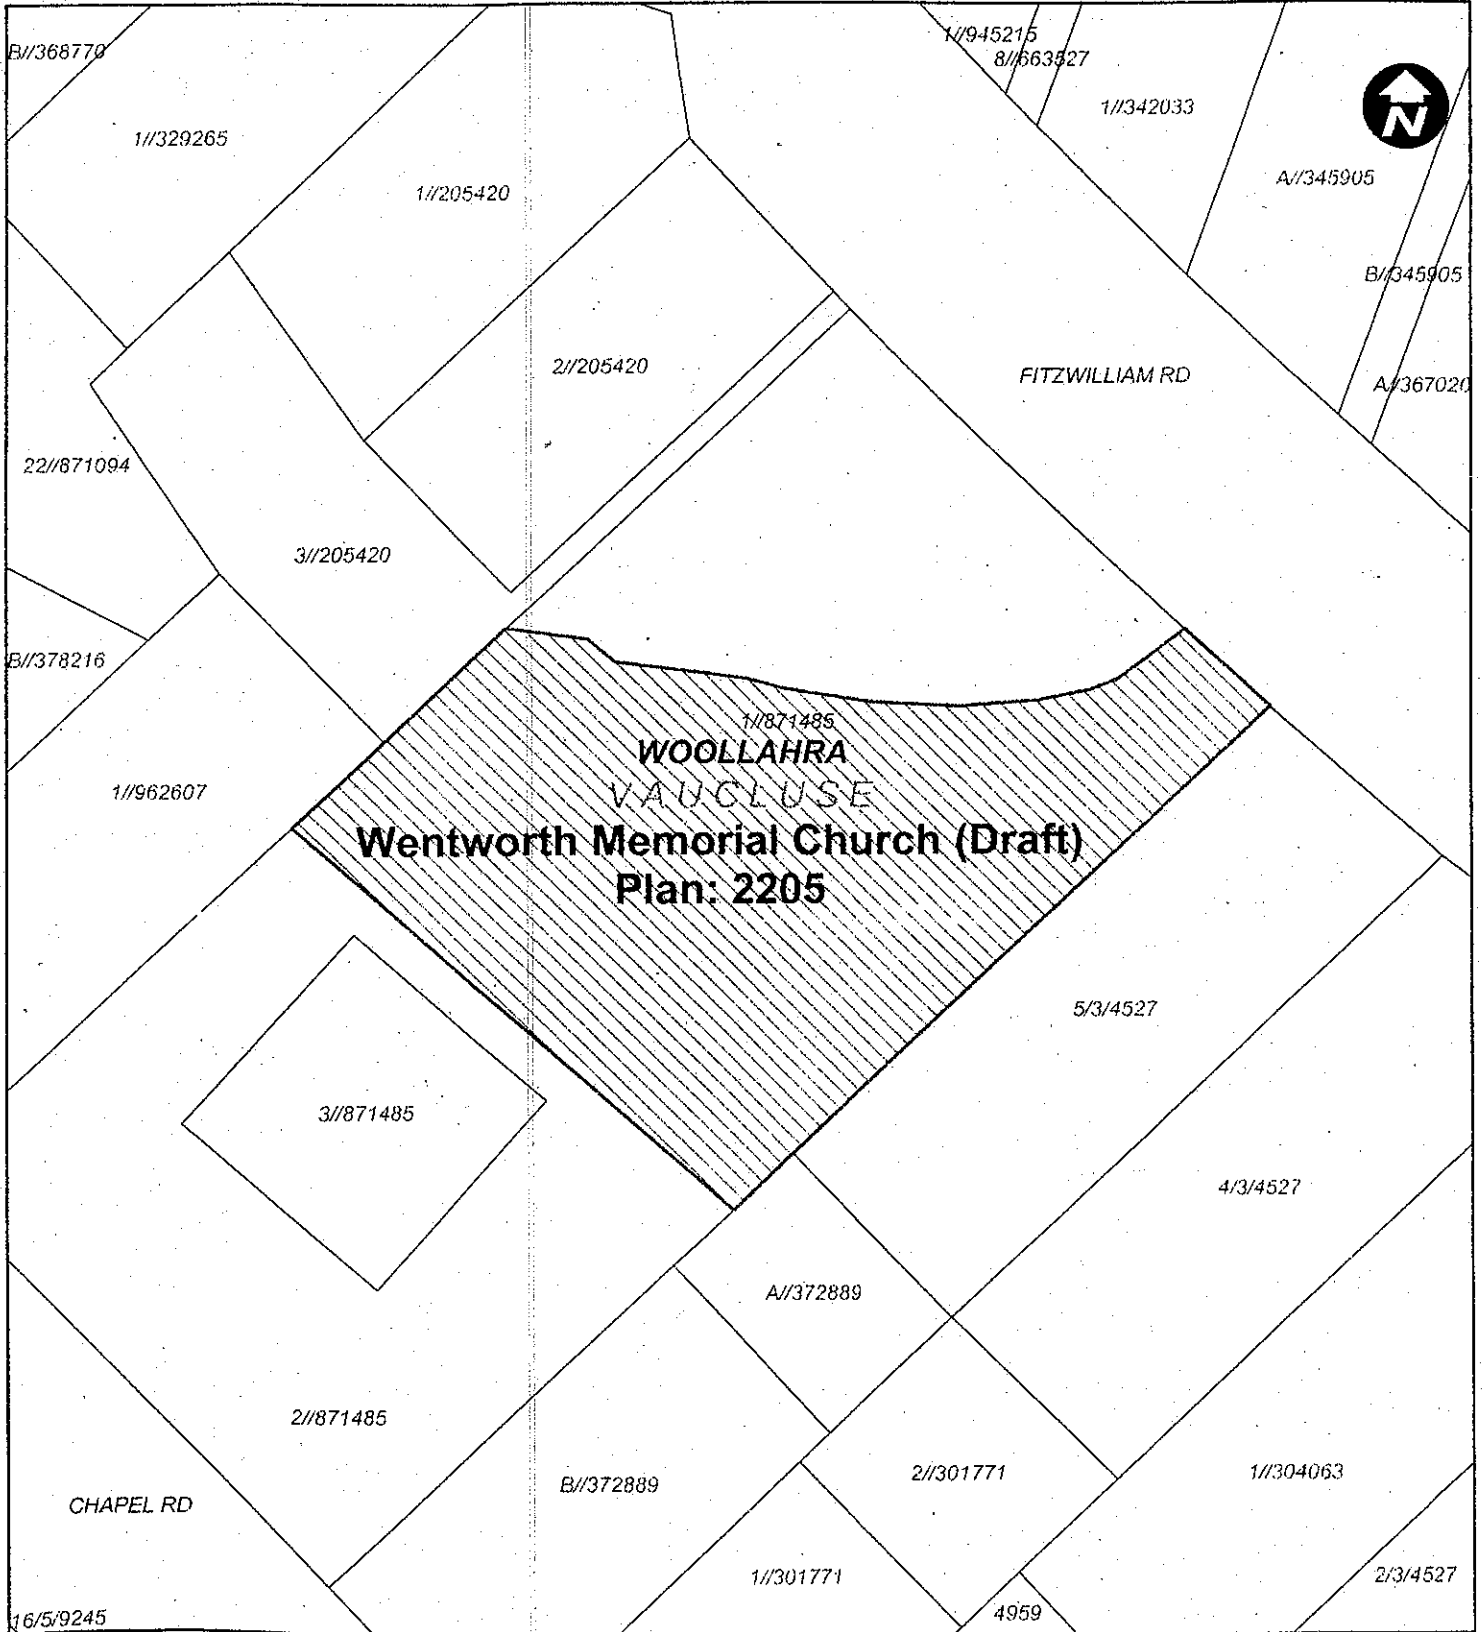 1//945215
B//368770
8//663527
1//342033
N
1//329265
A//345905
1//205420
B//345905
2//205420
FITZWILLIAM RD
A//367020
22//871094
3//205420
B//378216
1//871485
WOOLLAHRA
VAUCLUSE
1//962607
Wentworth Memorial Church (Draft)
Plan: 2205
5/3/4527
3//871485
4/3/4527
A//372889
2//871485
2//301771
1//304063
B//372889
CHAPEL RD
1//301771
2/3/4527
4959
16/5/9245